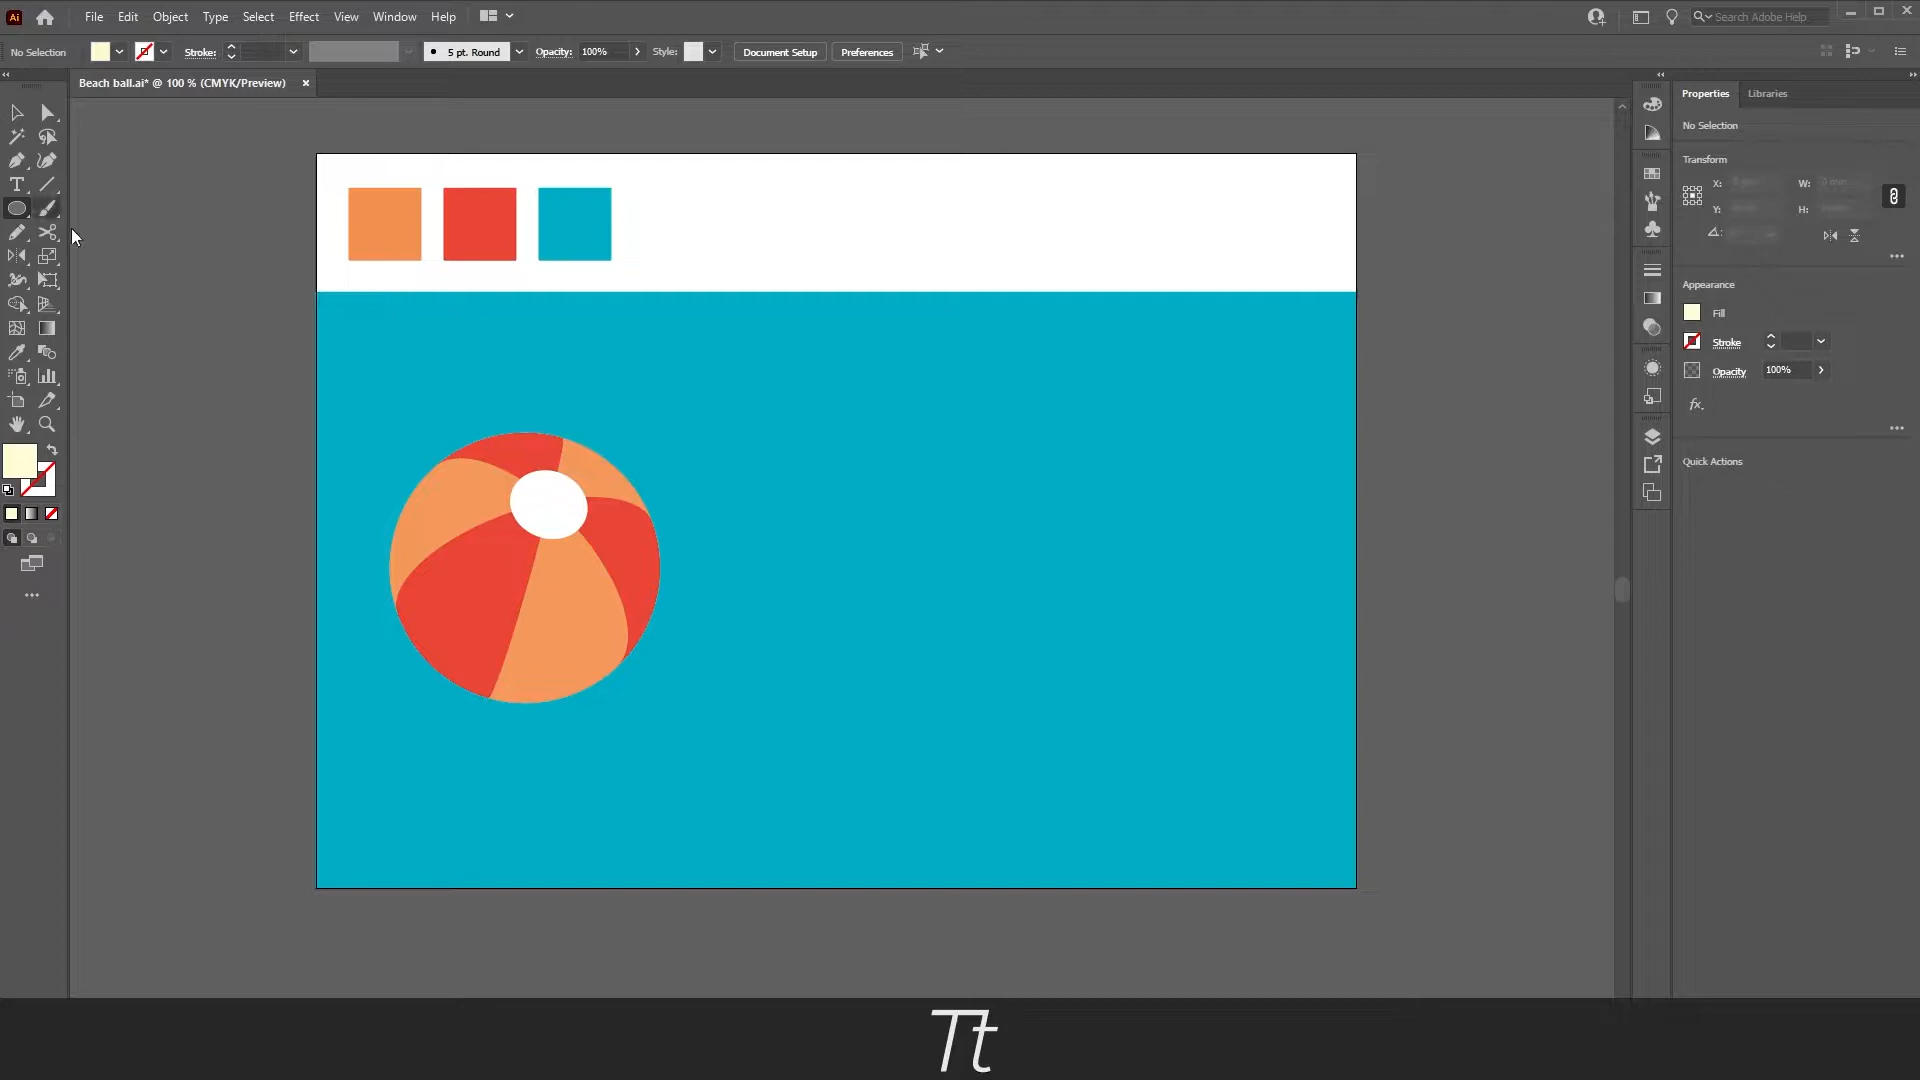 Ai File Edit Object Type Select Effect View Window Help Search Adobe Help
No Selection Stroke: 5 pt. Round Opacity: 100% Style: Document Setup Preferences
Beach ball.ai* @ 100 % (CMYK/Preview) ×
Properties Libraries
No Selection
Transform
X: W:
Y: H:
Appearance
Fill
Stroke
Opacity 100%
fx.
Quick Actions
Tt